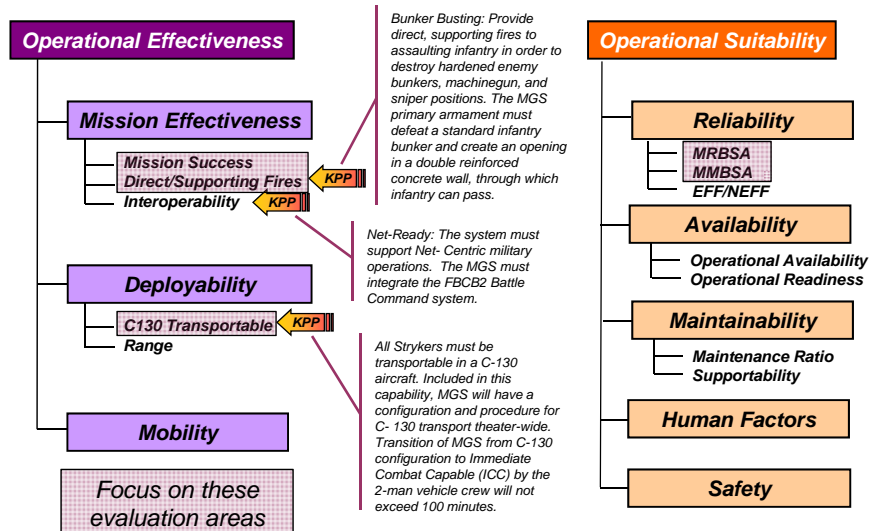 Operational Effectiveness
Mission Effectiveness
Mission Success
Direct/Supporting Fires
KPP
Interoperability
KPP
Deployability
C130 Transportable
KPP
Range
Mobility
Focus on these
evaluation areas
Bunker Busting: Provide
direct, supporting fires to
assaulting infantry in order to
destroy hardened enemy
bunkers, machinegun, and
sniper positions. The MGS
primary armament must
defeat a standard infantry
bunker and create an opening
in a double reinforced
concrete wall, through which
infantry can pass.
Net-Ready: The system must
support Net- Centric military
operations. The MGS must
integrate the FBCB2 Battle
Command system.
All Strykers must be
transportable in a C-130
aircraft. Included in this
capability, MGS will have a
configuration and procedure for
C- 130 transport theater-wide.
Transition of MGS from C-130
configuration to Immediate
Combat Capable (ICC) by the
2-man vehicle crew will not
exceed 100 minutes.
Operational Suitability
Reliability
MRBSA
MMBSA
EFF/NEFF
Availability
Operational Availability
Operational Readiness
Maintainability
Maintenance Ratio
Supportability
Human Factors
Safety